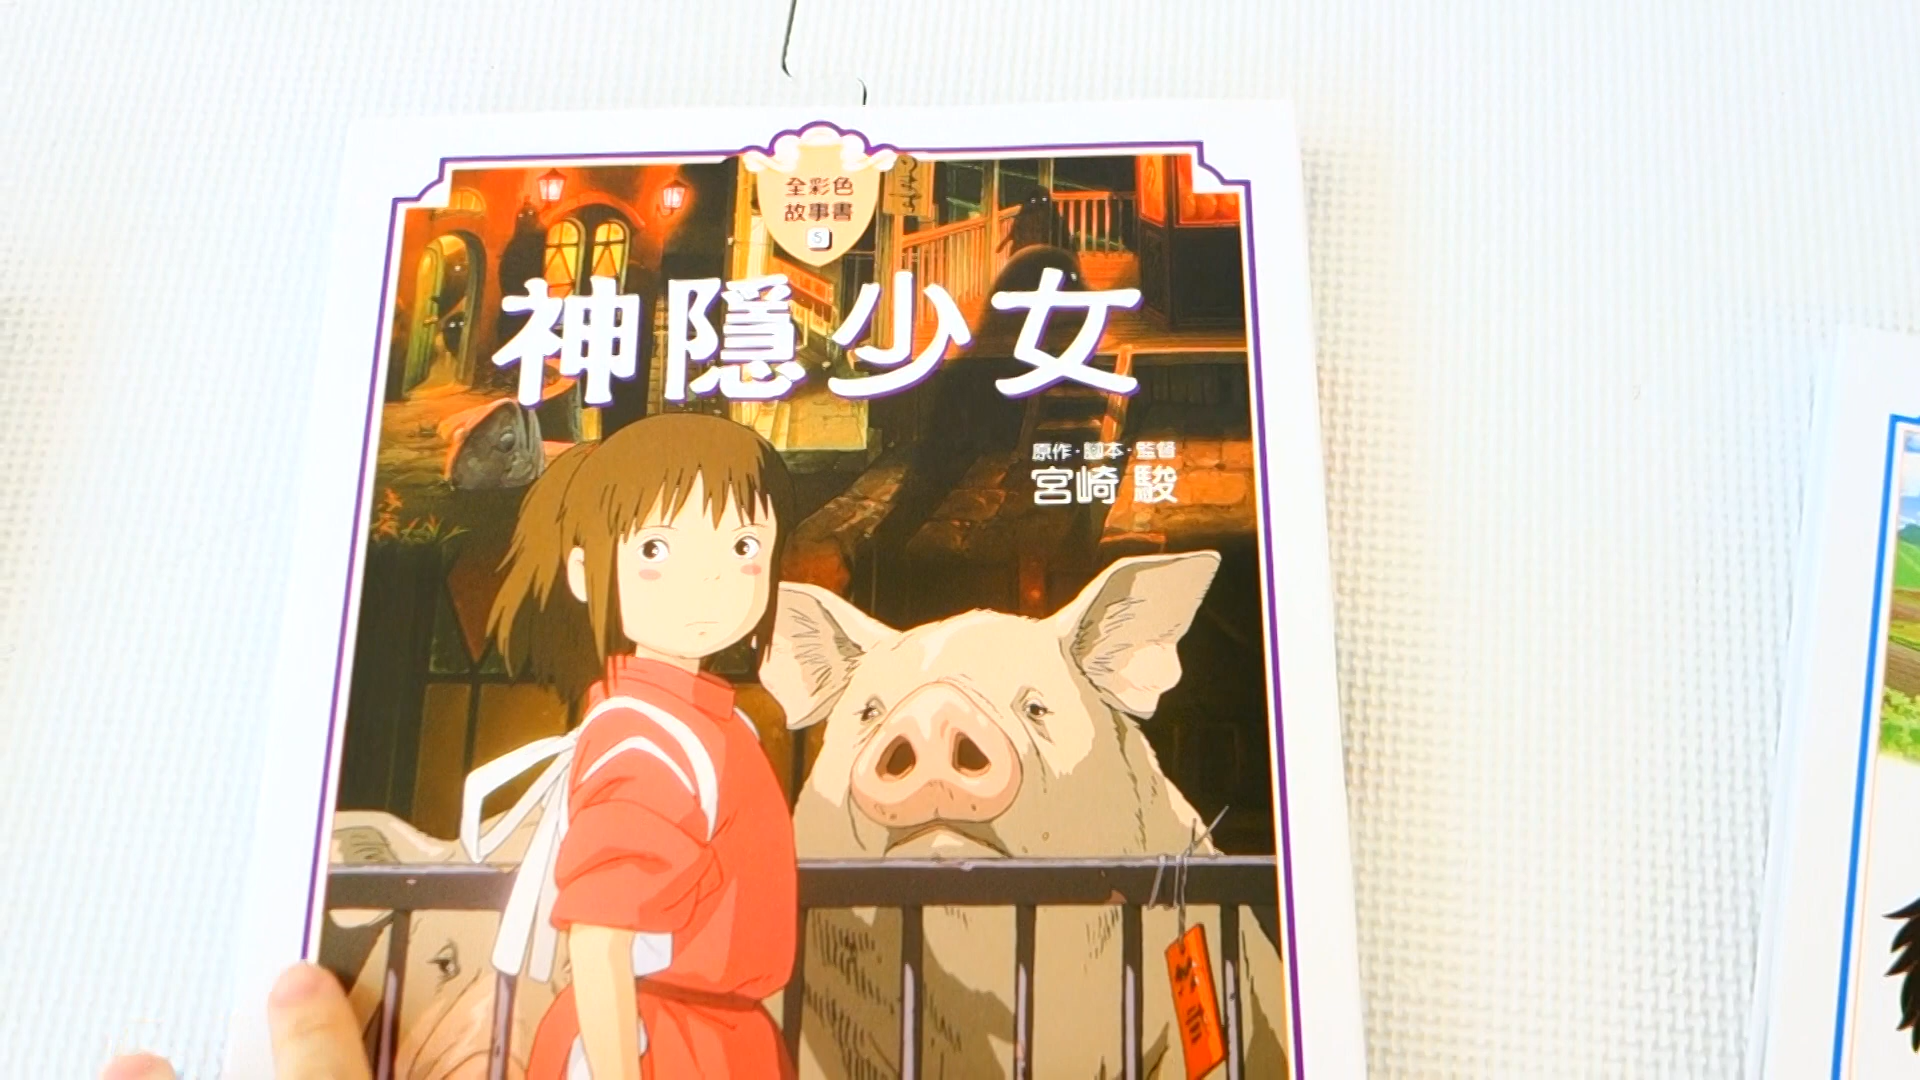 全彩色
故事書
5
神隱少女
原作·腳本·監督
宮崎 駿